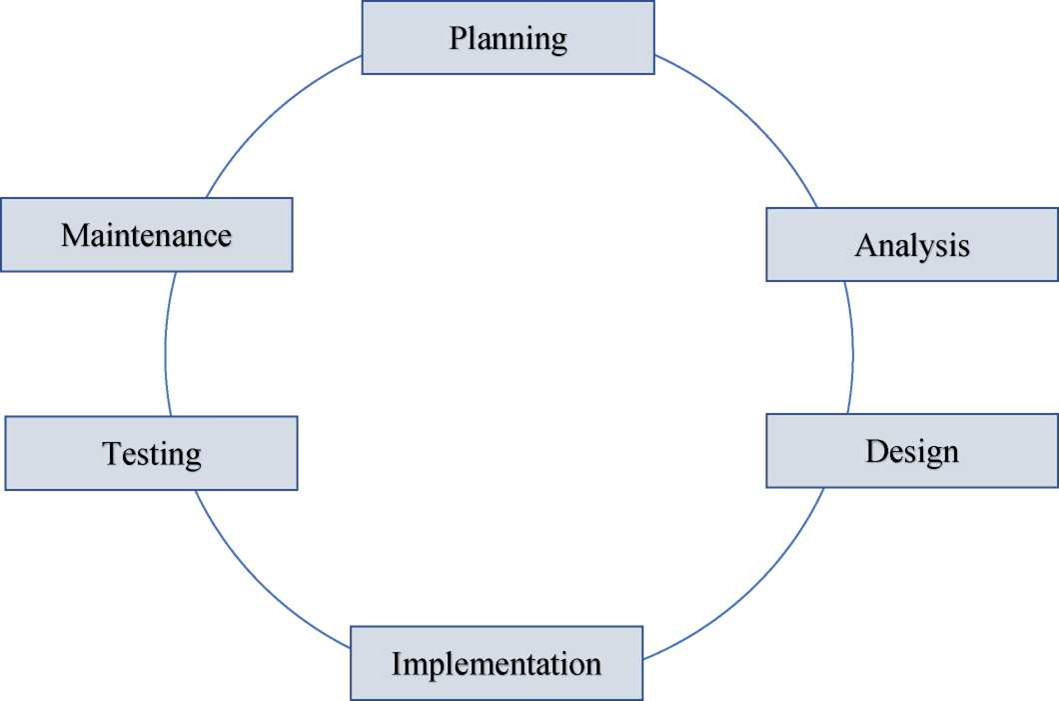 Planning
Analysis
Design
Implementation
Testing
Maintenance